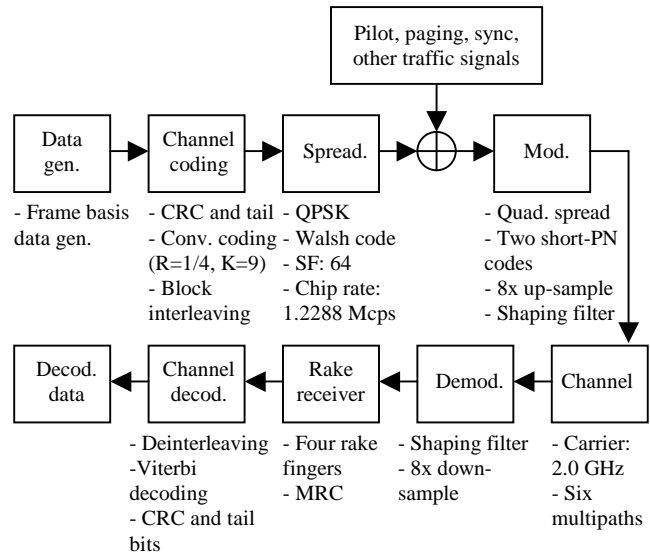 Pilot, paging, sync,
other traffic signals
Data
gen.
Channel
coding
Spread.
Mod.
- Frame basis
data gen.
- CRC and tail
- Conv. coding
(R=1/4, K=9)
- Block
interleaving
- QPSK
- Walsh code
- SF: 64
- Chip rate:
1.2288 Mcps
- Quad. spread
- Two short-PN
codes
- 8x up-sample
- Shaping filter
Decod.
data
Channel
decod.
Rake
receiver
Demod.
Channel
- Deinterleaving
-Viterbi
decoding
- CRC and tail
bits
- Four rake
fingers
- MRC
- Shaping filter
- 8x down-
sample
- Carrier:
2.0 GHz
- Six
multipaths